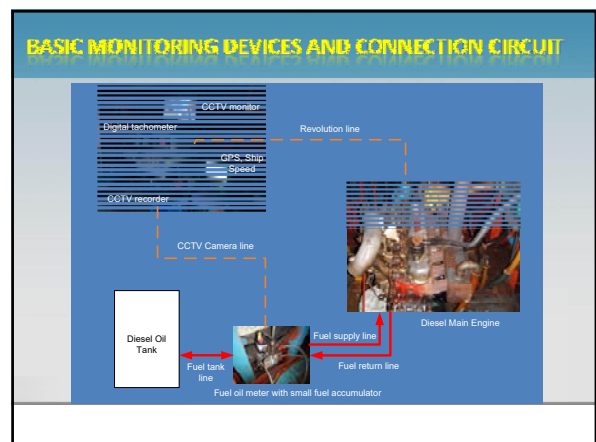 BASIC MONITORING DEVICES AND CONNECTION CIRCUIT
CCTV monitor
Digital tachometer
Revolution line
GPS, Ship
Speed
CCTV recorder
CCTV Camera line
Diesel Main Engine
Diesel Oil
Tank
Fuel supply line
Fuel tank
line
Fuel return line
Fuel oil meter with small fuel accumulator